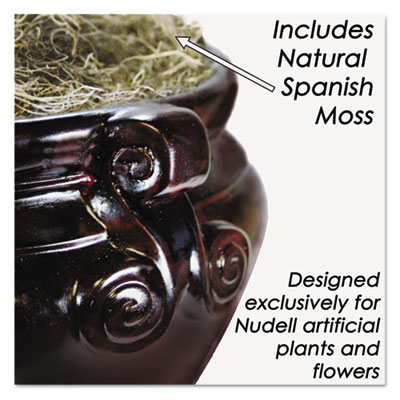 Includes
Natural
Spanish
Moss
Designed
exclusively for
Nudell artificial
plants and
flowers